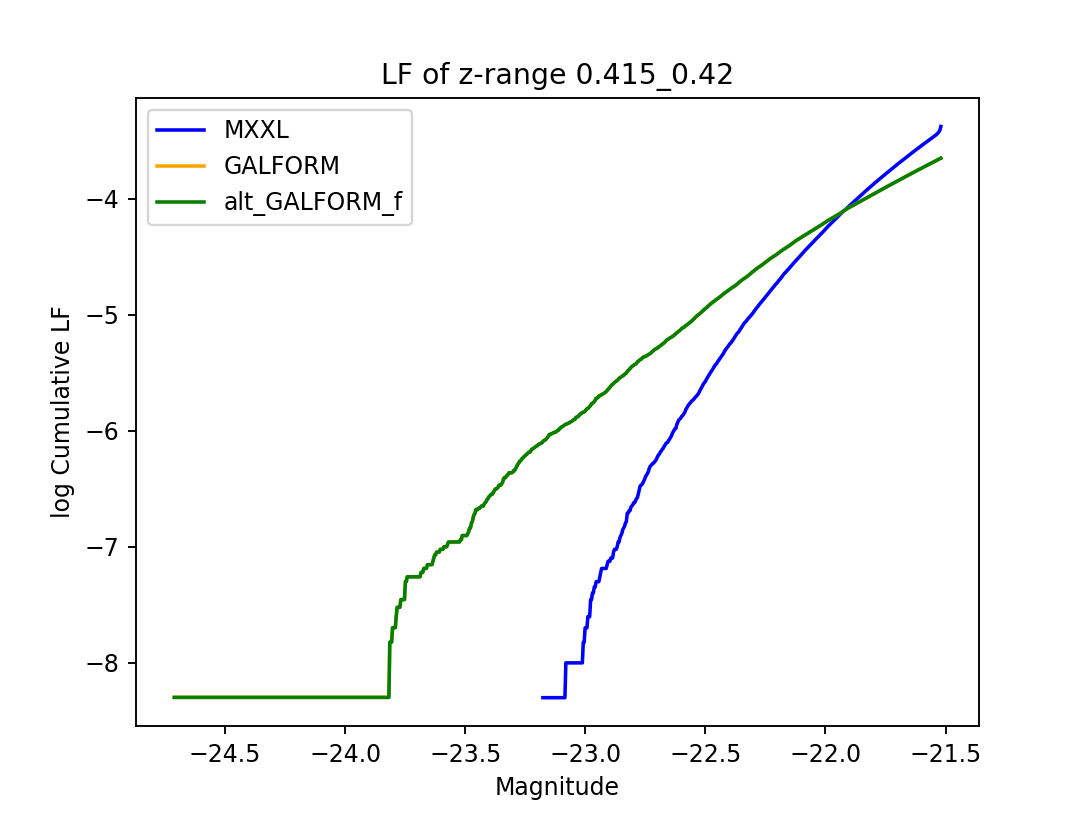 LF of z-range 0.415_0.42
MXXL
GALFORM
alt_GALFORM_f
log Cumulative LF
−4
−5
−6
−7
−8
−24.5 −24.0 −23.5 −23.0 −22.5 −22.0 −21.5
Magnitude